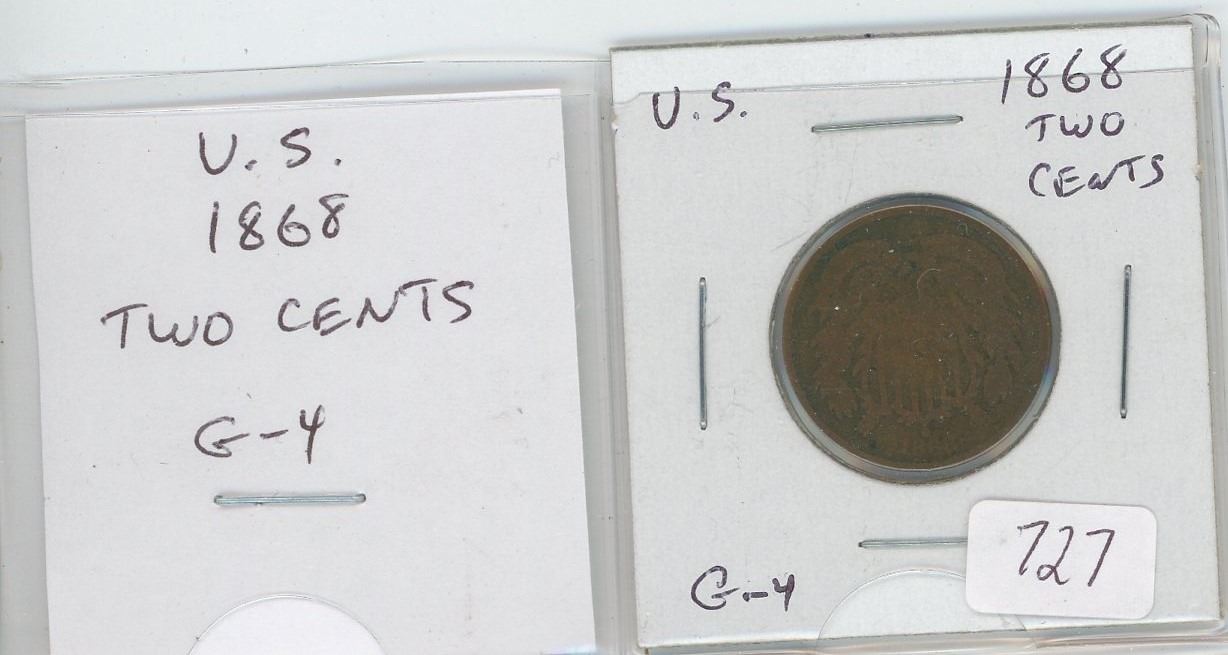 U.S.
1868
TWO CENTS
G-4
U.S.
1868
TWO
CENTS
G-4
727